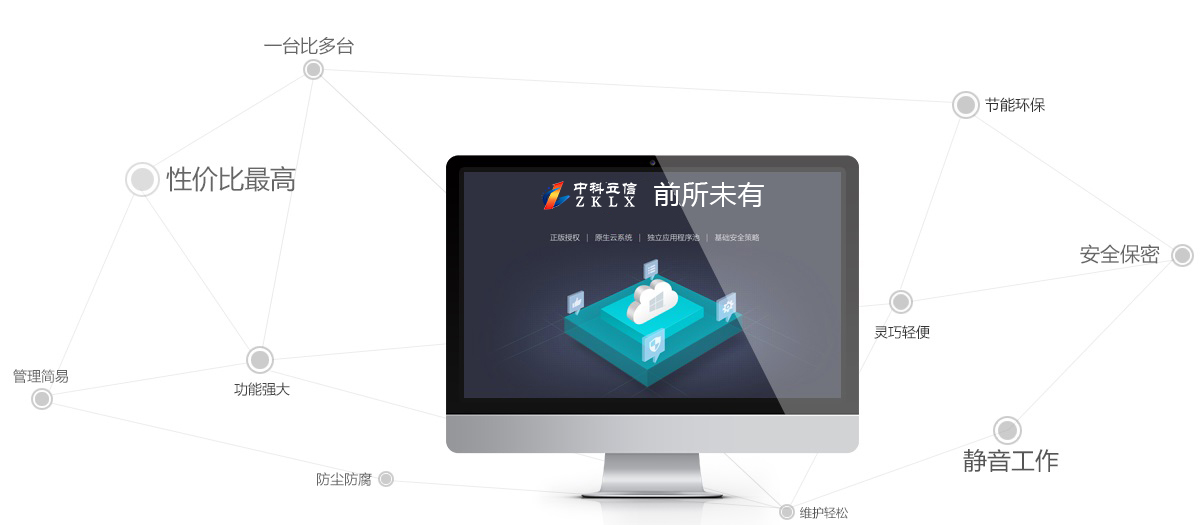 一台比多台
节能环保
性价比最高
中科互信 前所未有
ZKLX
正版授权 | 原生云系统 | 独立应用程序池 | 基础安全策略
安全保密
灵巧轻便
管理简易
功能强大
静音工作
防尘防腐
维护轻松